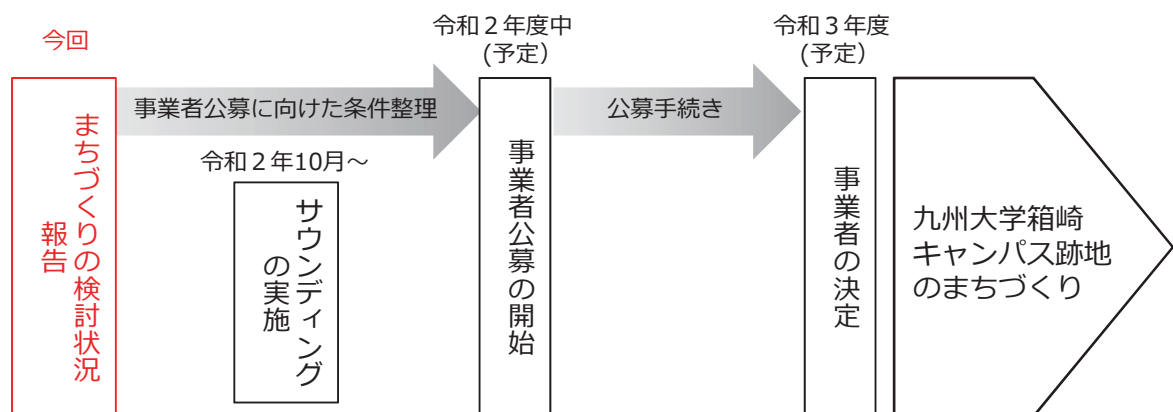 今回
まちづくりの検討状況
報告
事業者公募に向けた条件整理
令和２年10月～
サウンディング
の実施
令和２年度中
(予定)
事業者公募の開始
公募手続き
令和３年度
(予定)
事業者の決定
九州大学箱崎
キャンパス跡地
のまちづくり